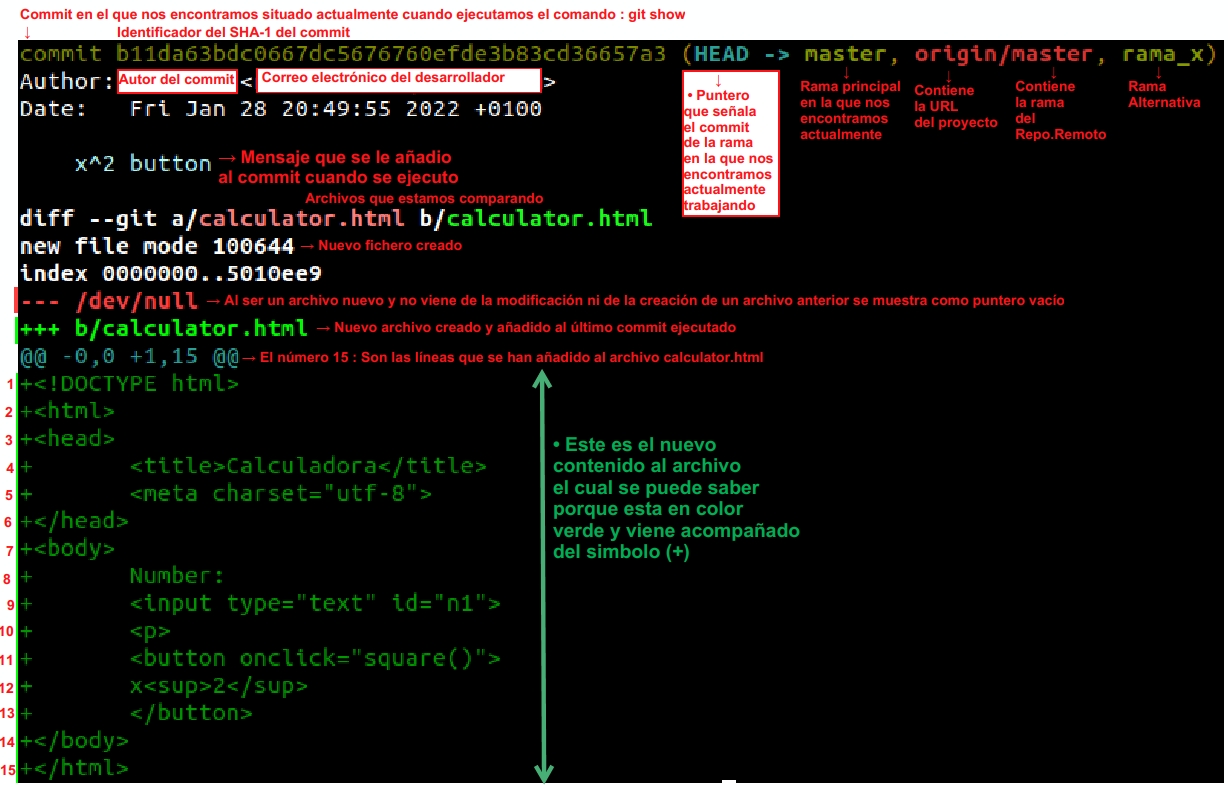 Commit en el que nos encontramos situado actualmente cuando ejecutamos el comando : git show
↓ Identificador del SHA-1 del commit
commit b11da63bdc0667dc5676760efde3b83cd36657a3 (HEAD -> master, origin/master, rama_x)
Author: Autor del commit < Correo electrónico del desarrollador >
Date:   Fri Jan 28 20:49:55 2022 +0100
↓
• Puntero
que señala
el commit
de la rama
en la que nos
encontramos
actualmente
trabajando
↓
Rama principal
en la que nos
encontramos
actualmente
↓
Contiene
la URL
del proyecto
↓
Contiene
la rama
del
Repo.Remoto
↓
Rama
Alternativa
x^2 button → Mensaje que se le añadio
al commit cuando se ejecuto
Archivos que estamos comparando
diff --git a/calculator.html b/calculator.html
new file mode 100644 → Nuevo fichero creado
index 0000000..5010ee9
--- /dev/null → Al ser un archivo nuevo y no viene de la modificación ni de la creación de un archivo anterior se muestra como puntero vacío
+++ b/calculator.html → Nuevo archivo creado y añadido al último commit ejecutado
@@ -0,0 +1,15 @@ → El número 15 : Son las líneas que se han añadido al archivo calculator.html
1 +<!DOCTYPE html>
2 +<html>
3 +<head>
4 +       <title>Calculadora</title>
5 +       <meta charset="utf-8">
6 +</head>
7 +<body>
8 +       Number:
9 +       <input type="text" id="n1">
10 +       <p>
11 +       <button onclick="square()">
12 +       x<sup>2</sup>
13 +       </button>
14 +</body>
15 +</html>
• Este es el nuevo
contenido al archivo
el cual se puede saber
porque esta en color
verde y viene acompañado
del simbolo (+)